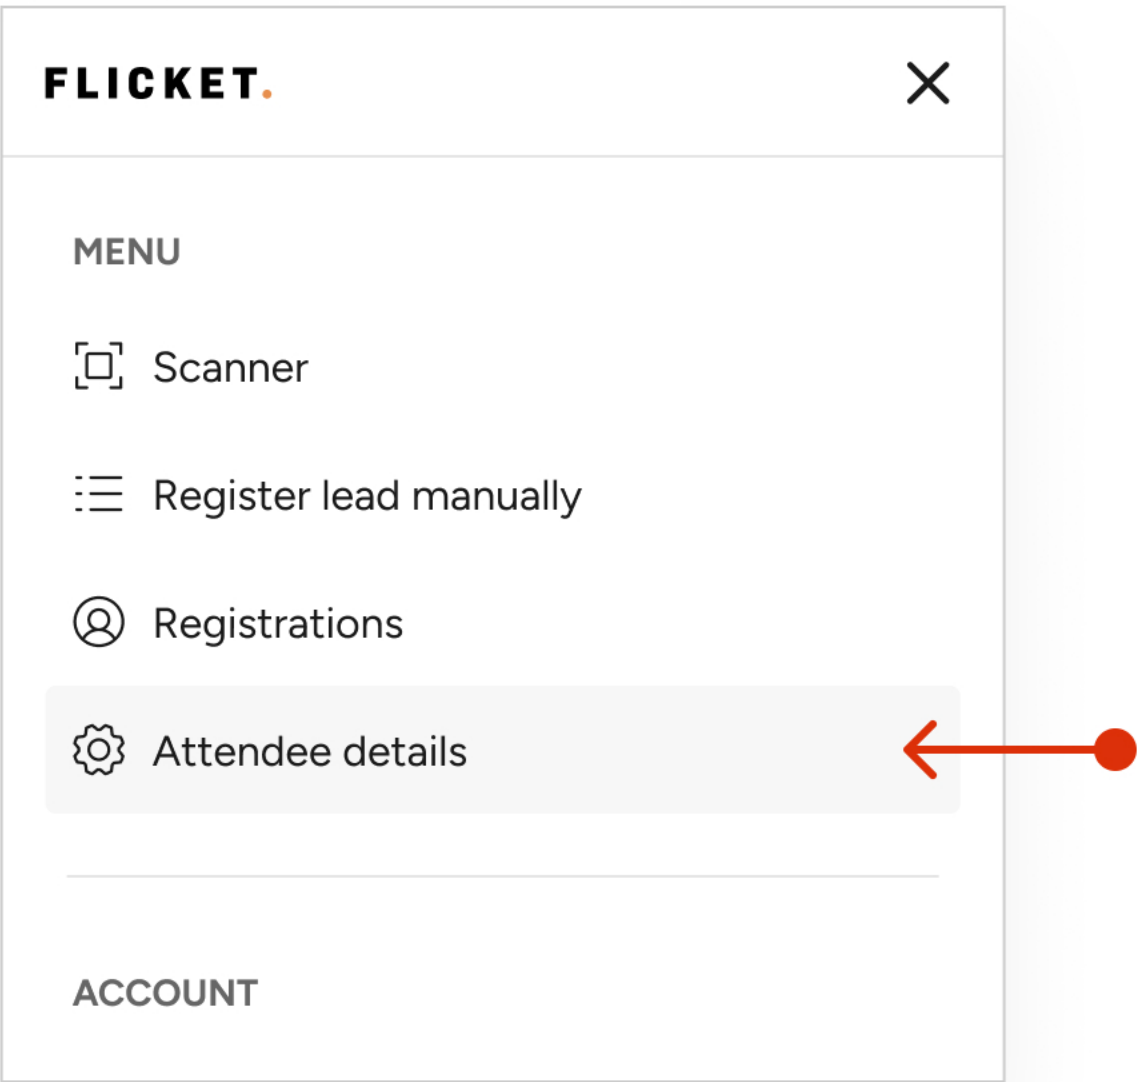 FLICKET.
MENU
Scanner
Register lead manually
Registrations
Attendee details
ACCOUNT